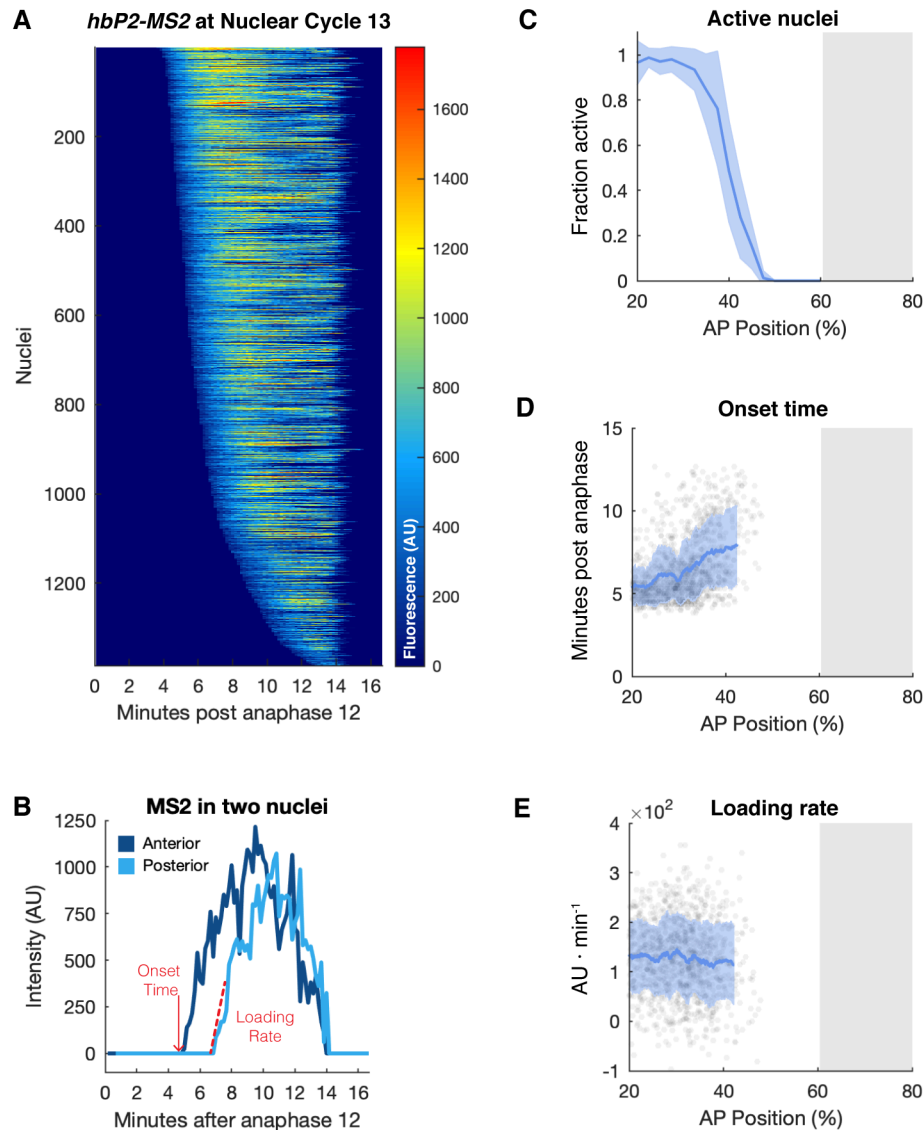 A
hbP2-MS2 at Nuclear Cycle 13
200
400
600
800
1000
1200
Nuclei
0 2 4 6 8 10 12 14 16
Minutes post anaphase 12
1600
1400
1200
1000
800
600
400
200
0
Fluorescence (AU)
B
MS2 in two nuclei
1250
1000
750
500
250
0
Intensity (AU)
Anterior
Posterior
Onset
Time
Loading
Rate
0 2 4 6 8 10 12 14 16
Minutes after anaphase 12
C
Active nuclei
1
0.8
0.6
0.4
0.2
0
Fraction active
20 40 60 80
AP Position (%)
D
Onset time
15
10
5
0
Minutes post anaphase
20 40 60 80
AP Position (%)
E
×10²
Loading rate
4
3
2
1
0
-1
AU · min⁻¹
20 40 60 80
AP Position (%)